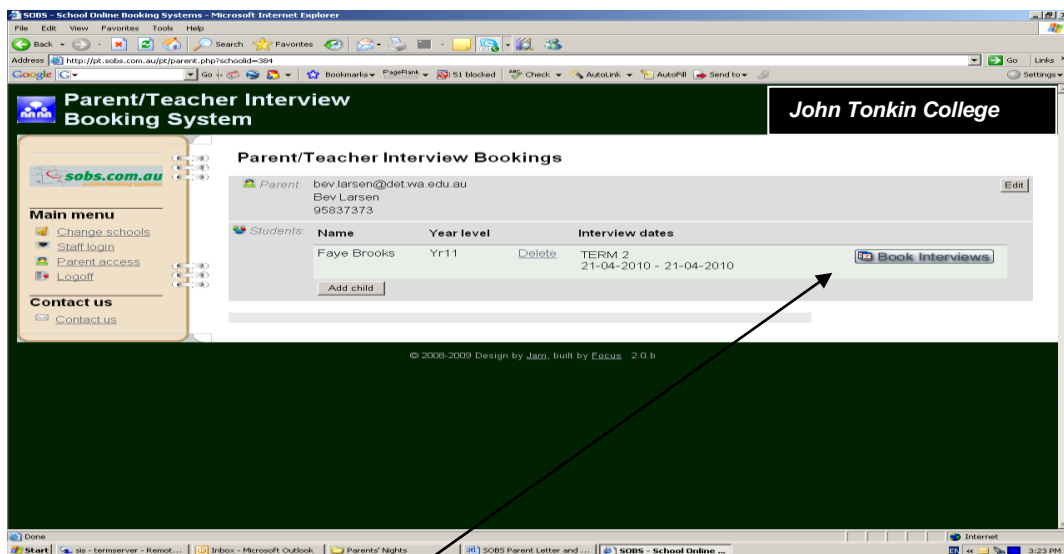 SOBS - School Online Booking Systems - Microsoft Internet Explorer
File Edit View Favorites Tools Help
Back Search Favorites
Address http://pt.sobs.com.au/pt/parent.php?schoolid=384 Go Links
Google Go Bookmarks PageRank 51 blocked Check AutoLink AutoFill Send to Settings
Parent/Teacher Interview
Booking System
John Tonkin College
sobs.com.au
Main menu
Change schools
Staff login
Parent access
Logoff
Contact us
Contact us
Parent/Teacher Interview Bookings
Parent: bev.larsen@det.wa.edu.au Edit
Bev Larsen
95837373
Students: Name Year level Interview dates
Faye Brooks Yr11 Delete TERM 2 Book Interviews
21-04-2010 - 21-04-2010
Add child
© 2008-2009 Design by Jam, built by Focus 2.0.b
Done Internet
Start sis - termserver - Remot... Inbox - Microsoft Outlook Parents' Nights SOBS Parent Letter and ... SOBS - School Online ... EN 3:23 PM